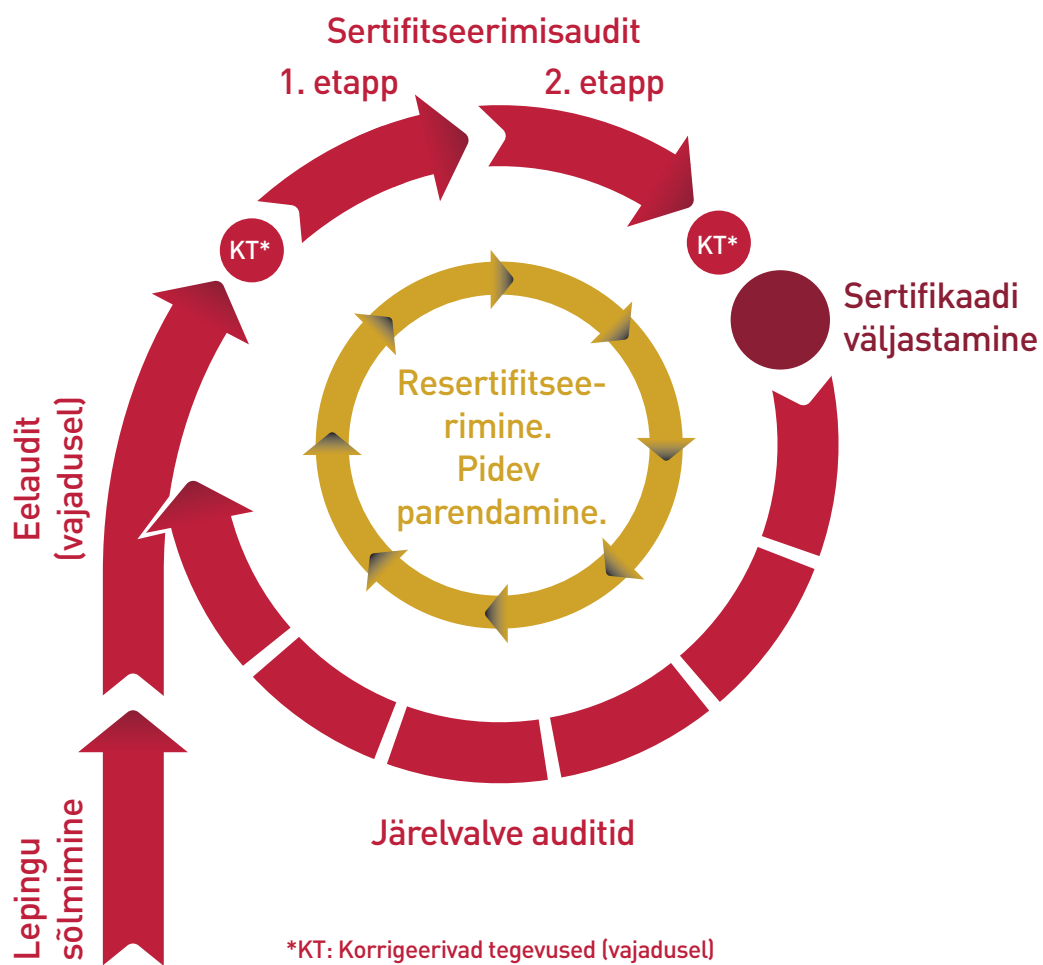 Sertifitseerimisaudit
1. etapp
2. etapp
KT*
KT*
Sertifikaadi
väljastamine
Resertifitsee-
rimine.
Pidev
parendamine.
Eelaudit
(vajadusel)
Järelvalve auditid
Lepingu
sõlmimine
*KT: Korrigeerivad tegevused (vajadusel)